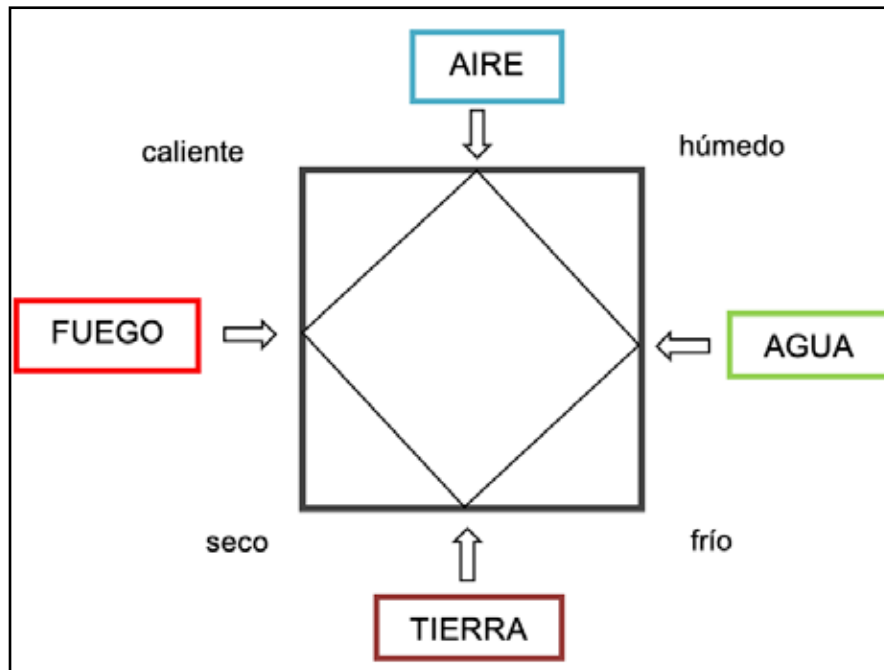 AIRE
caliente
húmedo
FUEGO
AGUA
seco
frío
TIERRA